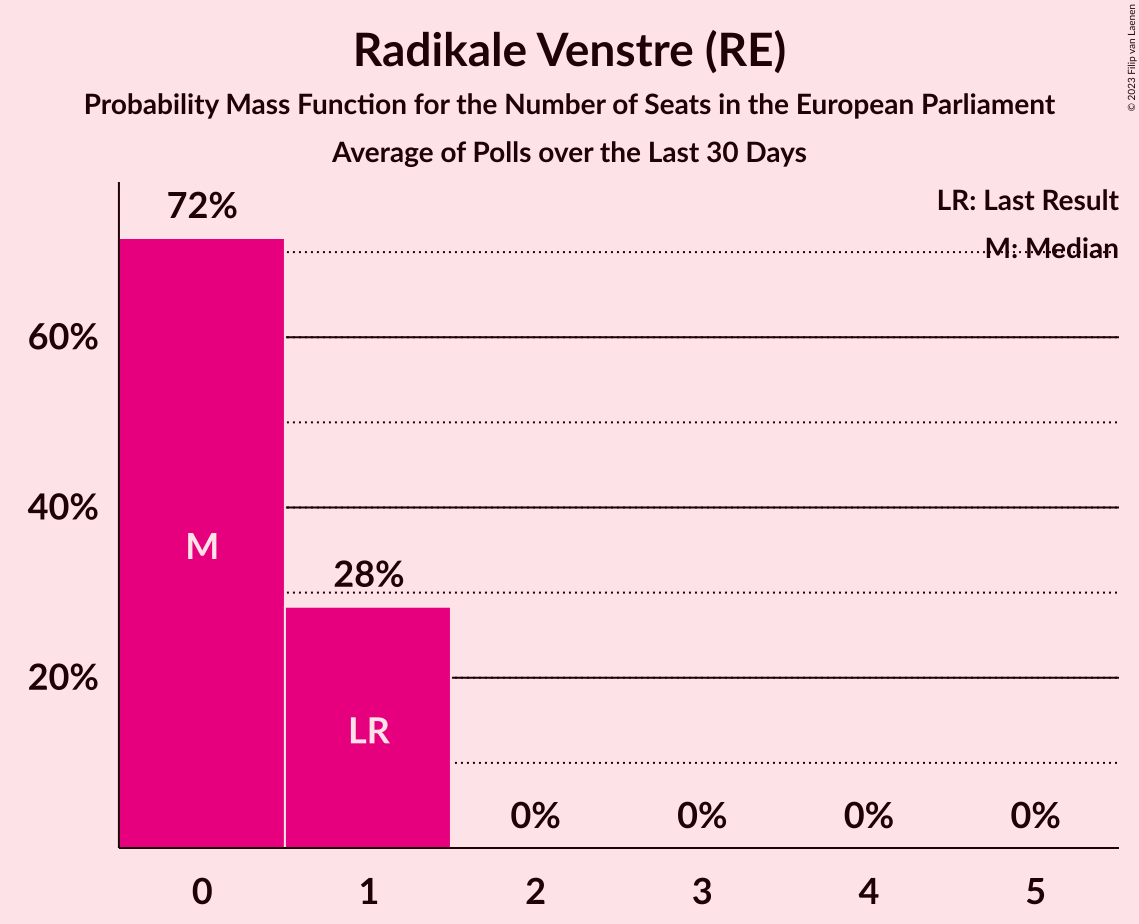 Radikale Venstre (RE)
Probability Mass Function for the Number of Seats in the European Parliament
Average of Polls over the Last 30 Days
© 2023 Filip van Laenen
LR: Last Result
M: Median
72%
60%
40%
20%
M
28%
LR
0%
0%
0%
0%
0
1
2
3
4
5